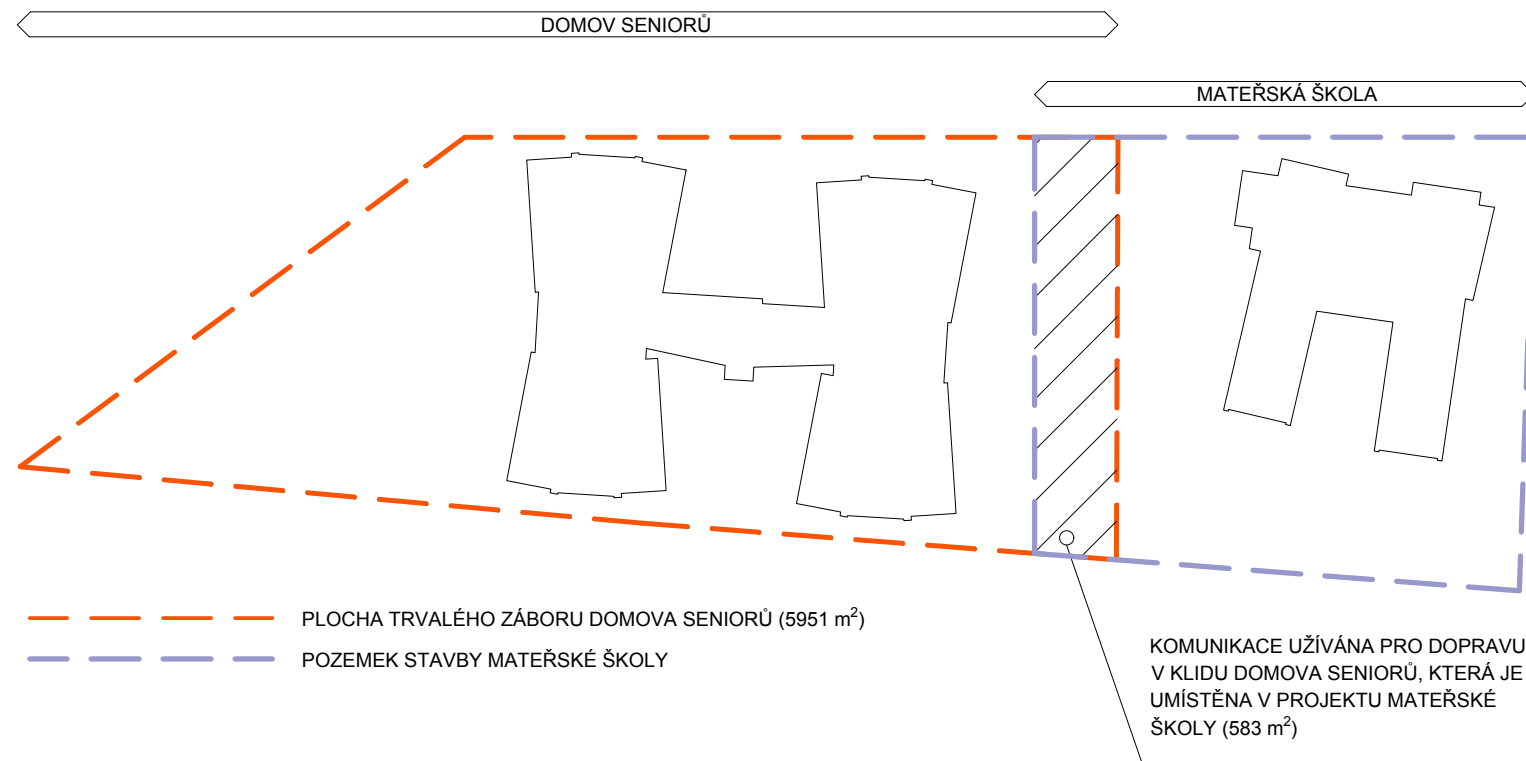 DOMOV SENIORŮ
MATEŘSKÁ ŠKOLA
PLOCHA TRVALÉHO ZÁBORU DOMOVA SENIORŮ (5951 m²)
POZEMEK STAVBY MATEŘSKÉ ŠKOLY
KOMUNIKACE UŽÍVÁNA PRO DOPRAVU
V KLIDU DOMOVA SENIORŮ, KTERÁ JE
UMÍSTĚNA V PROJEKTU MATEŘSKÉ
ŠKOLY (583 m²)